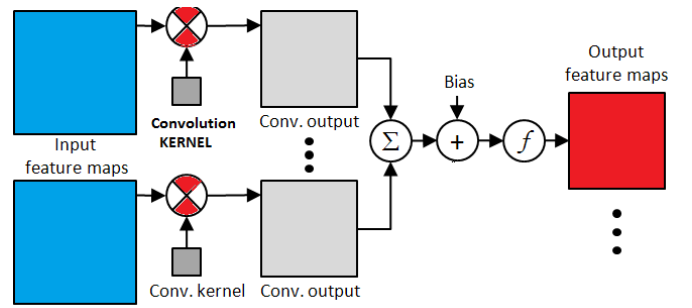 Input
feature maps
Convolution
KERNEL
Conv. output
Conv. kernel
Conv. output
Σ
Bias
+
f
Output
feature maps